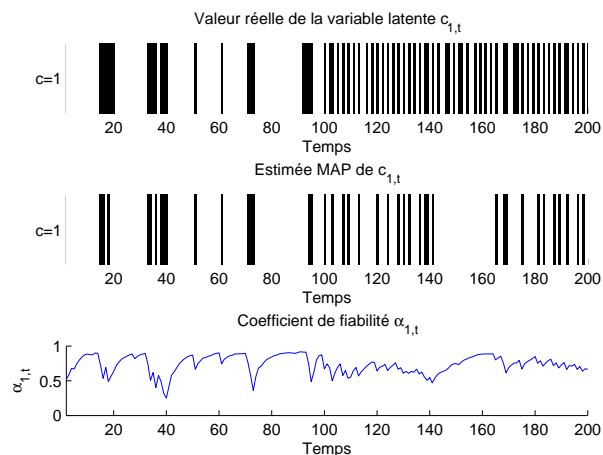 Valeur réelle de la variable latente c1,t
c=1
20 40 60 80 100 120 140 160 180 200
Temps
Estimée MAP de c1,t
c=1
20 40 60 80 100 120 140 160 180 200
Temps
Coefficient de fiabilité α1,t
1
0.5
0
α1,t
20 40 60 80 100 120 140 160 180 200
Temps